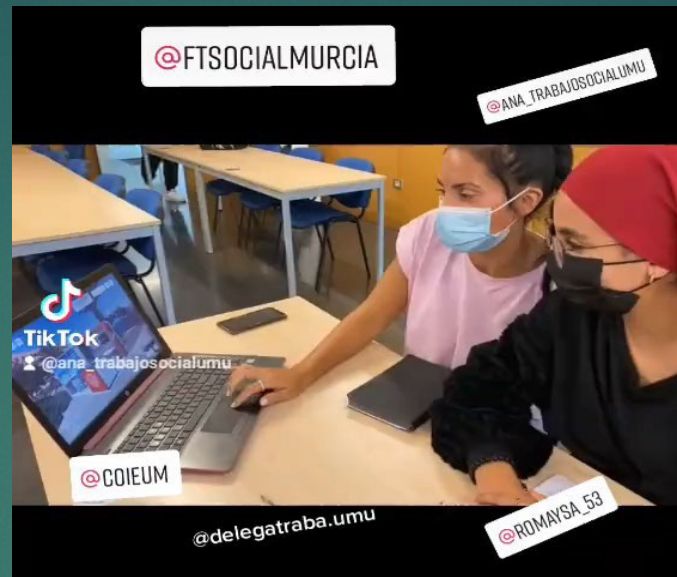 @FTSOCIALMURCIA
@ANA_TRABAJOSOCIALUMU
TikTok
@ana_trabajosocialumu
@COIEUM
@delegatraba.umu
@ROMAYSA_53